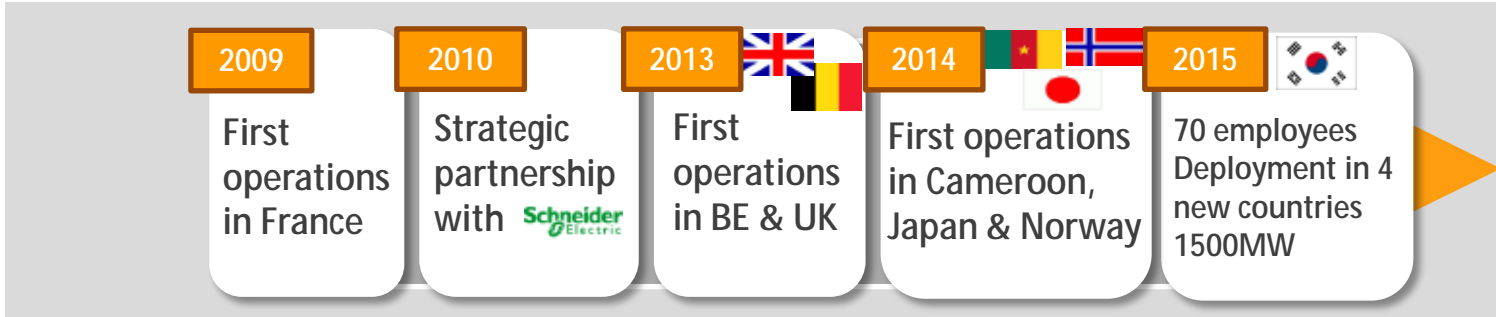 2009
First
operations
in France
2010
Strategic
partnership
with Schneider
Electric
2013
First
operations
in BE & UK
2014
First operations
in Cameroon,
Japan & Norway
2015
70 employees
Deployment in 4
new countries
1500MW